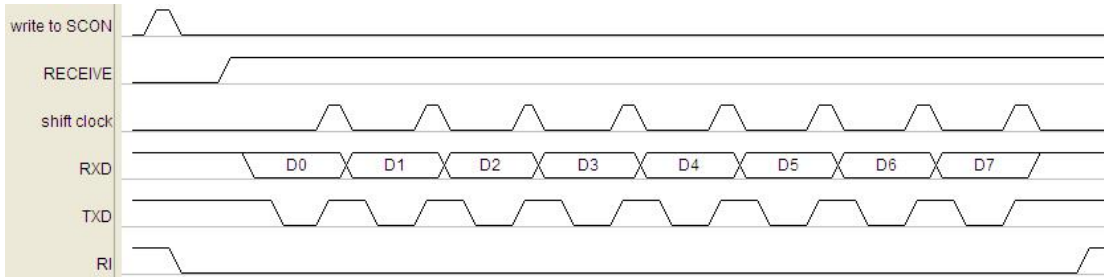 write to SCON
RECEIVE
shift clock
RXD D0 D1 D2 D3 D4 D5 D6 D7
TXD
RI